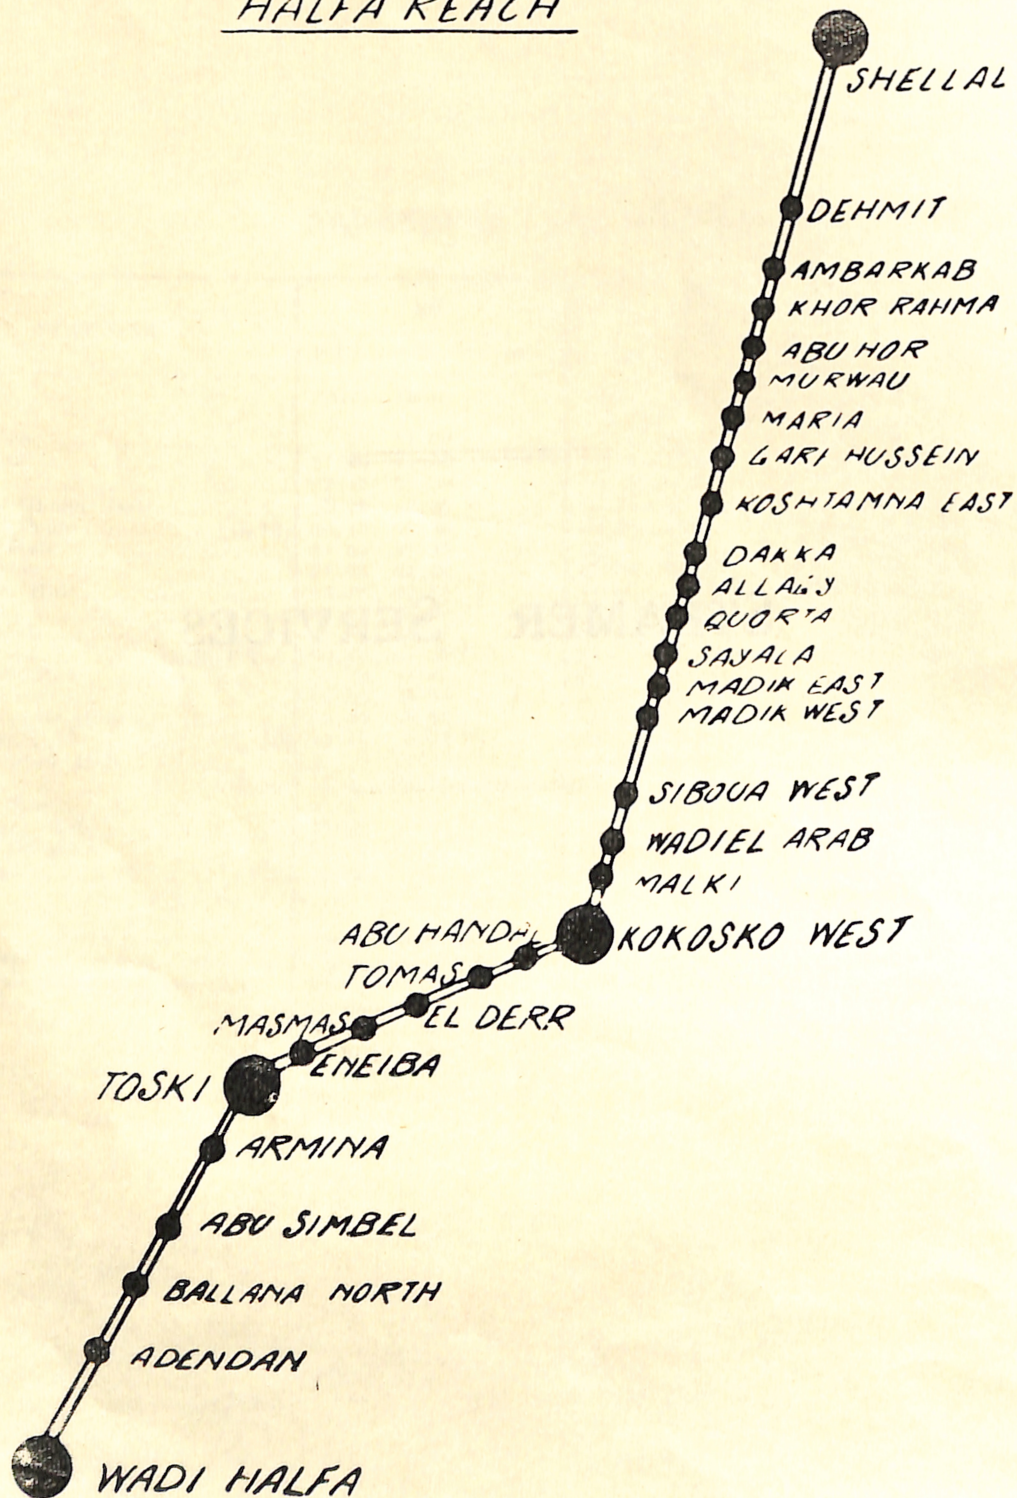 HALFA REACH
SHELLAL
DEHMIT
AMBARKAB
KHOR RAHMA
ABU HOR
MURWAU
MARIA
GARI HUSSEIN
KOSHTAMNA EAST
DAKKA
ALLAGY
QUORTA
SAYALA
MADIK EAST
MADIK WEST
SIBOUA WEST
WADIEL ARAB
MALKI
ABU HANDAL
KOKOSKO WEST
TOMAS
EL DERR
MASMAS
ENEIBA
TOSKI
ARMINA
ABU SIMBEL
BALLANA NORTH
ADENDAN
WADI HALFA
SERVICES